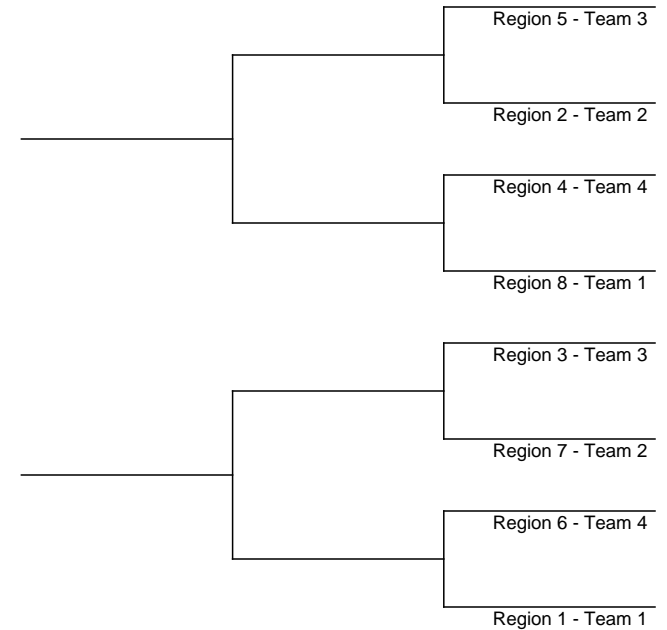 Region 5 - Team 3
Region 2 - Team 2
Region 4 - Team 4
Region 8 - Team 1
Region 3 - Team 3
Region 7 - Team 2
Region 6 - Team 4
Region 1 - Team 1